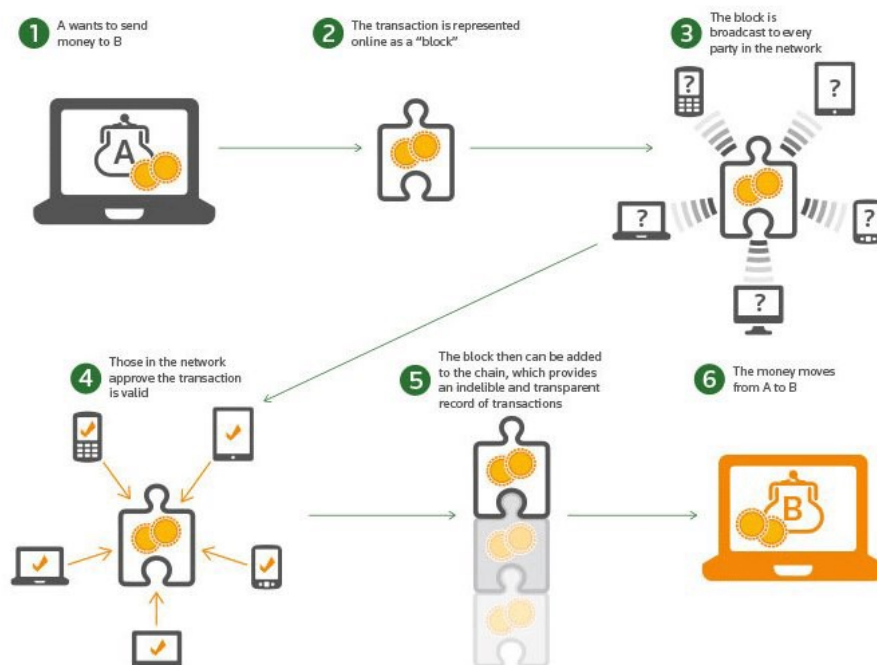 1
A wants to send
money to B
2
The transaction is represented
online as a “block”
3
The block is
broadcast to every
party in the network
A
?
?
?
?
?
4
Those in the network
approve the transaction
is valid
5
The block then can be added
to the chain, which provides
an indelible and transparent
record of transactions
6
The money moves
from A to B
B